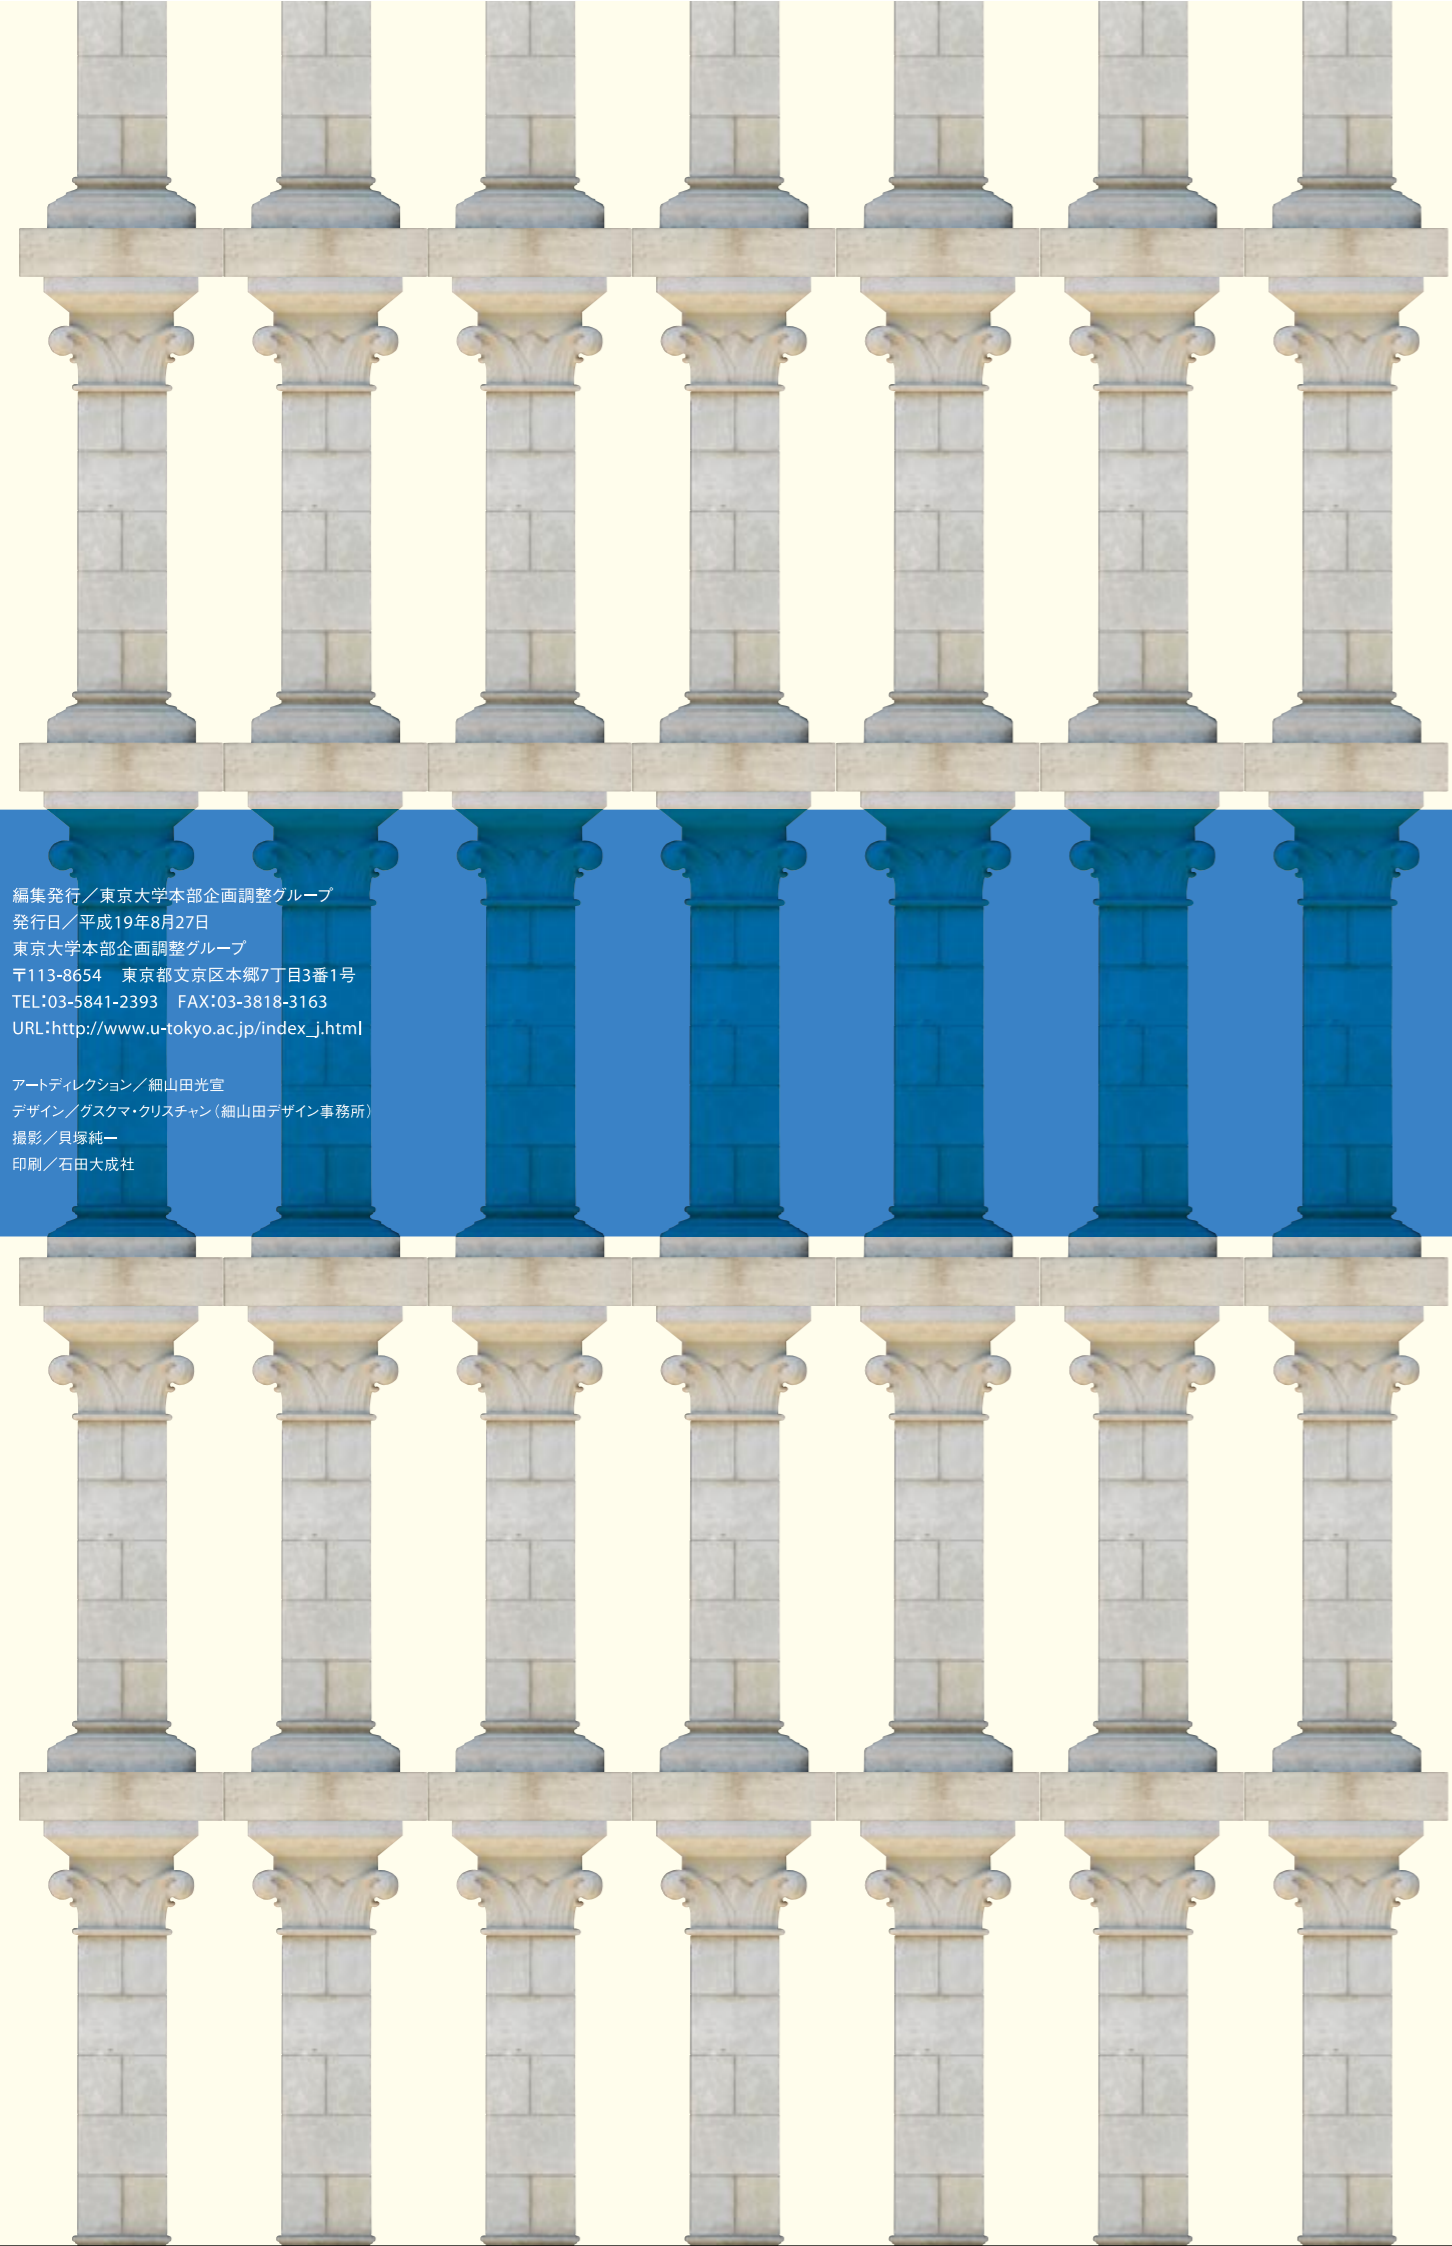 編集発行／東京大学本部企画調整グループ
発行日／平成19年8月27日
東京大学本部企画調整グループ
〒113-8654　東京都文京区本郷7丁目3番1号
TEL：03-5841-2393　FAX：03-3818-3163
URL：http://www.u-tokyo.ac.jp/index_j.html
アートディレクション／細山田光宣
デザイン／グスクマ・クリスチャン（細山田デザイン事務所）
撮影／貝塚純一
印刷／石田大成社